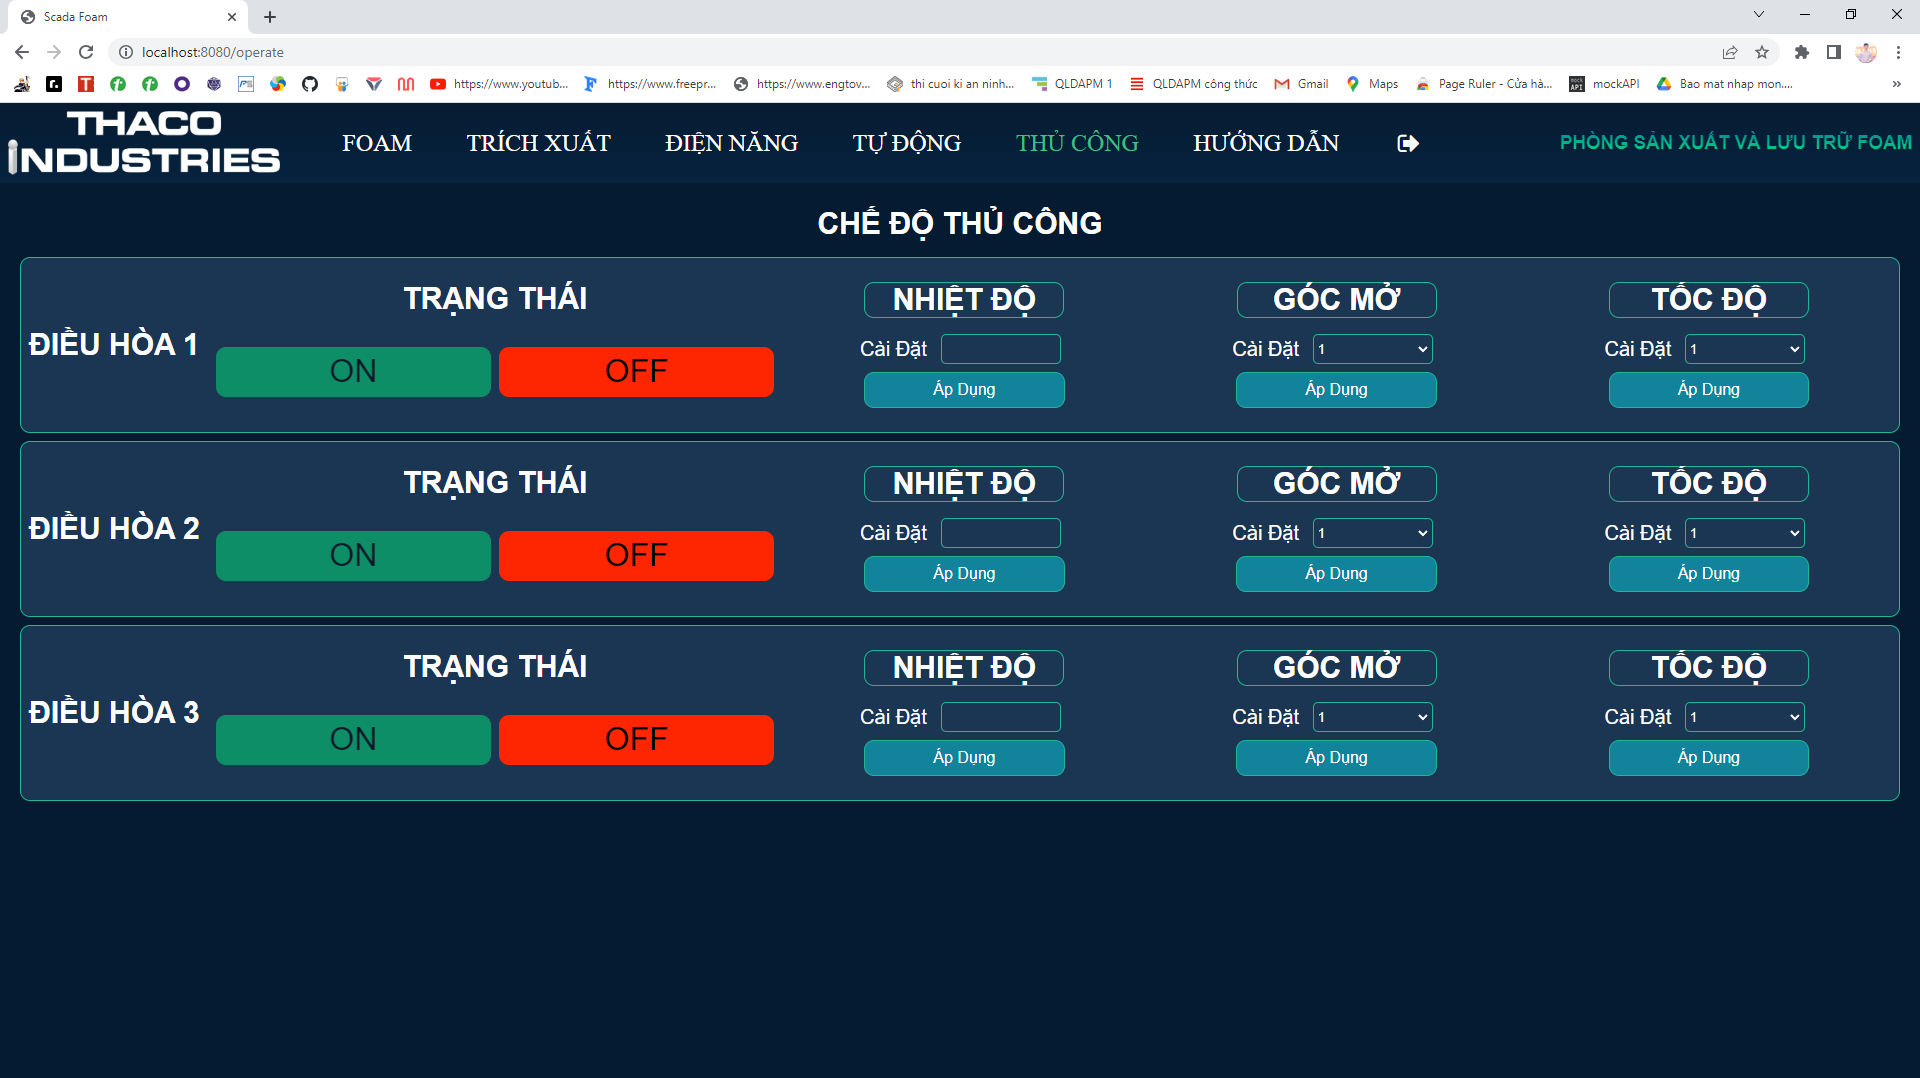 Scada Foam
localhost:8080/operate
https://www.youtub... https://www.freepr... https://www.engtov... thi cuoi ki an ninh... QLDAPM 1 QLDAPM công thức Gmail Maps Page Ruler - Cửa hà... mockAPI Bao mat nhap mon....
THACO
INDUSTRIES
FOAM TRÍCH XUẤT ĐIỆN NĂNG TỰ ĐỘNG THỦ CÔNG HƯỚNG DẪN PHÒNG SẢN XUẤT VÀ LƯU TRỮ FOAM
CHẾ ĐỘ THỦ CÔNG
TRẠNG THÁI NHIỆT ĐỘ GÓC MỞ TỐC ĐỘ
ĐIỀU HÒA 1 Cài Đặt Cài Đặt 1 Cài Đặt 1
ON OFF Áp Dụng Áp Dụng Áp Dụng
TRẠNG THÁI NHIỆT ĐỘ GÓC MỞ TỐC ĐỘ
ĐIỀU HÒA 2 Cài Đặt Cài Đặt 1 Cài Đặt 1
ON OFF Áp Dụng Áp Dụng Áp Dụng
TRẠNG THÁI NHIỆT ĐỘ GÓC MỞ TỐC ĐỘ
ĐIỀU HÒA 3 Cài Đặt Cài Đặt 1 Cài Đặt 1
ON OFF Áp Dụng Áp Dụng Áp Dụng